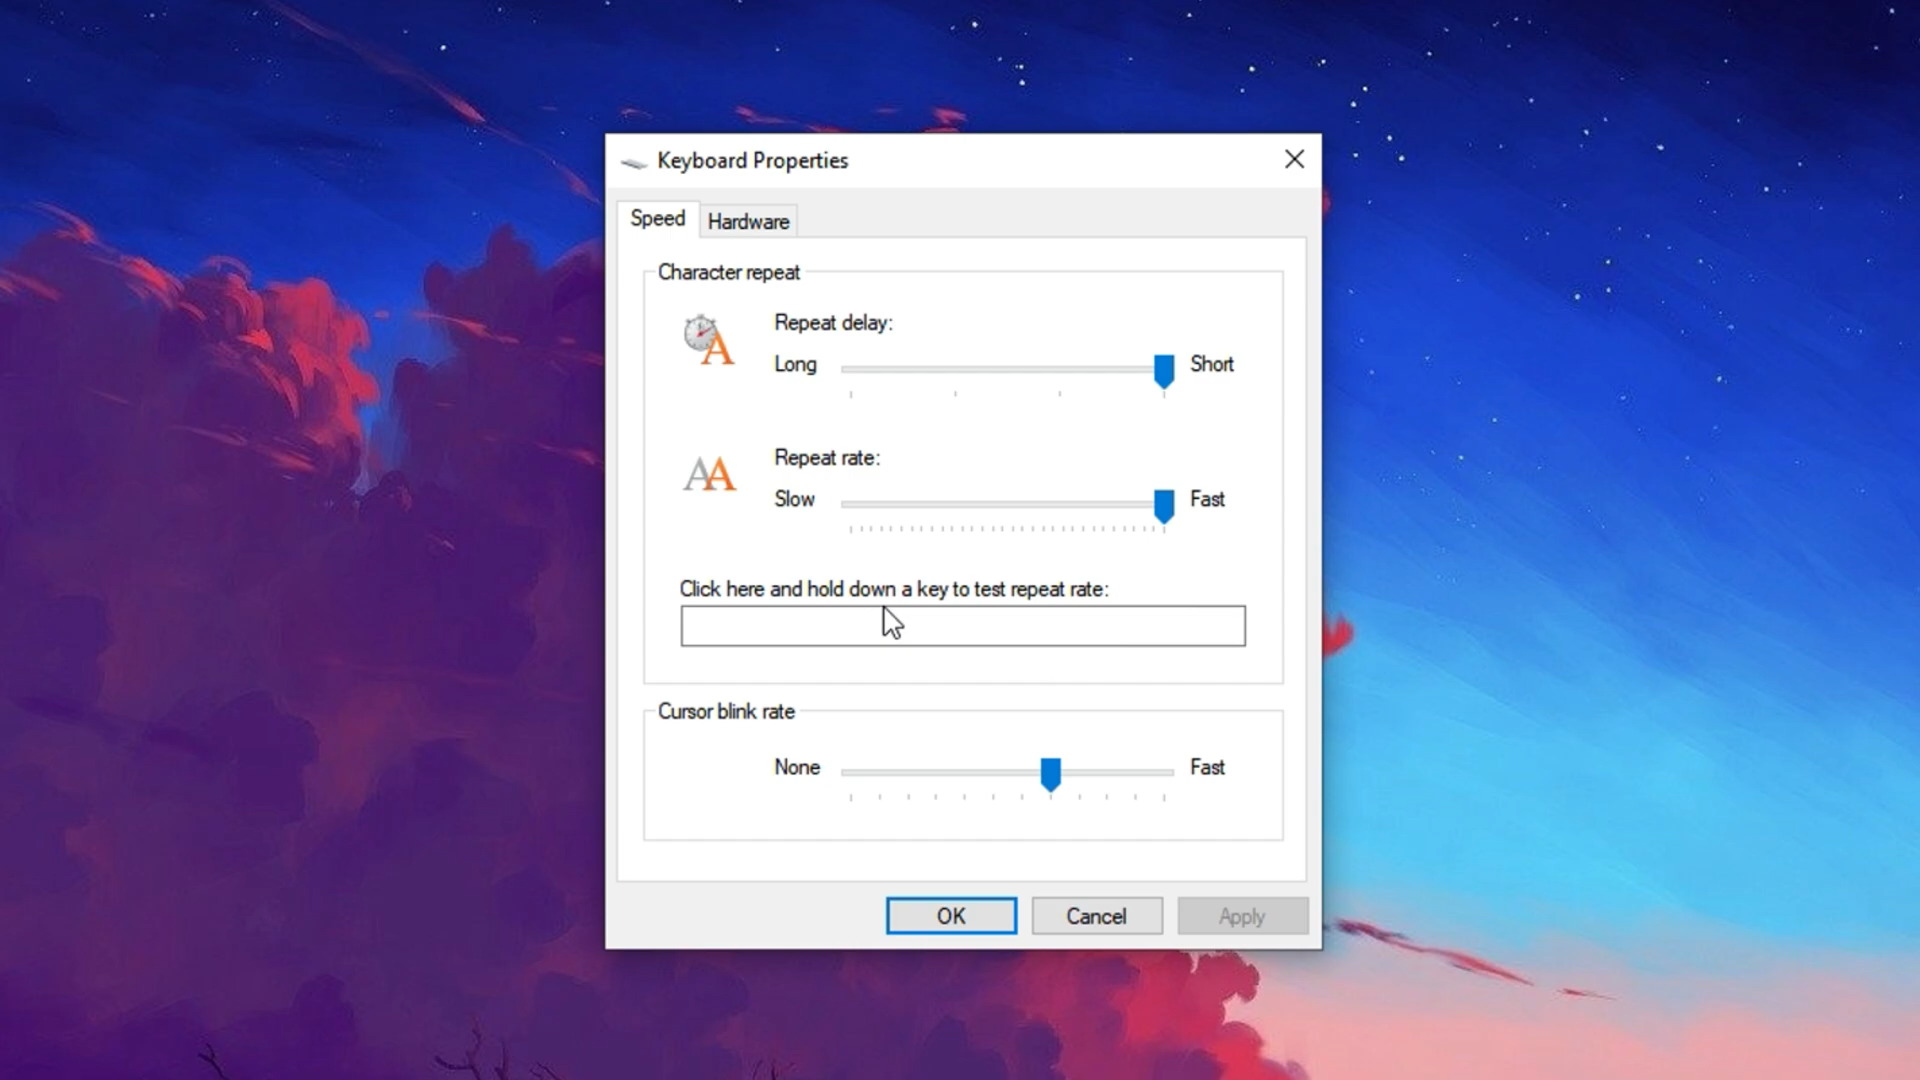 Keyboard Properties
Speed
Hardware
Character repeat
Repeat delay:
Long
Short
Repeat rate:
Slow
Fast
Click here and hold down a key to test repeat rate:
Cursor blink rate
None
Fast
OK
Cancel
Apply